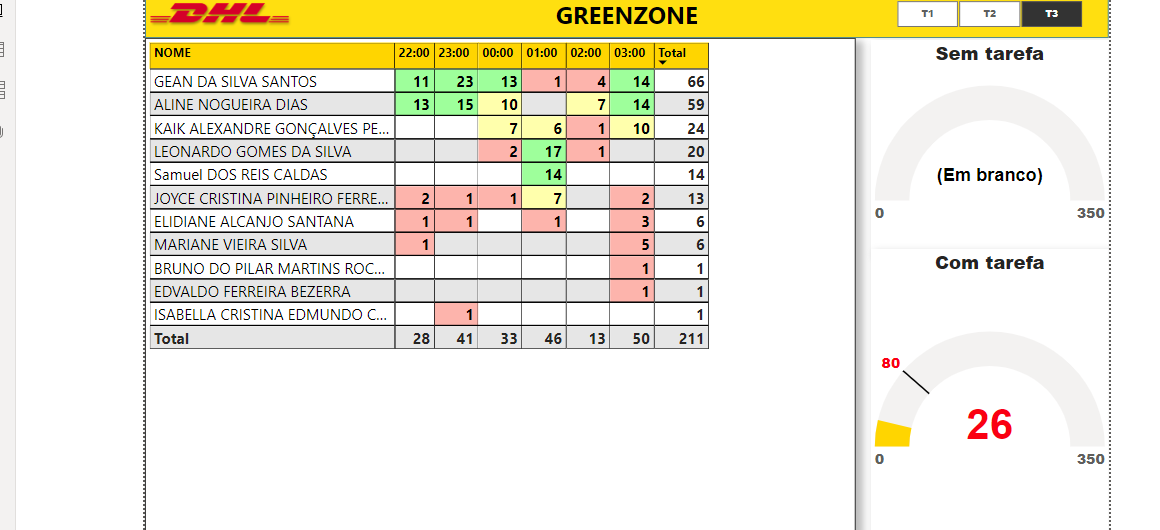 DHL GREENZONE T1 T2 T3
NOME 22:00 23:00 00:00 01:00 02:00 03:00 Total
GEAN DA SILVA SANTOS 11 23 13 1 4 14 66
ALINE NOGUEIRA DIAS 13 15 10 7 14 59
KAIK ALEXANDRE GONÇALVES PE... 7 6 1 10 24
LEONARDO GOMES DA SILVA 2 17 1 20
Samuel DOS REIS CALDAS 14 14
JOYCE CRISTINA PINHEIRO FERRE... 2 1 1 7 2 13
ELIDIANE ALCANJO SANTANA 1 1 1 3 6
MARIANE VIEIRA SILVA 1 5 6
BRUNO DO PILAR MARTINS ROC... 1 1
EDVALDO FERREIRA BEZERRA 1 1
ISABELLA CRISTINA EDMUNDO C... 1 1
Total 28 41 33 46 13 50 211
Sem tarefa
(Em branco)
0 350
Com tarefa
80
26
0 350